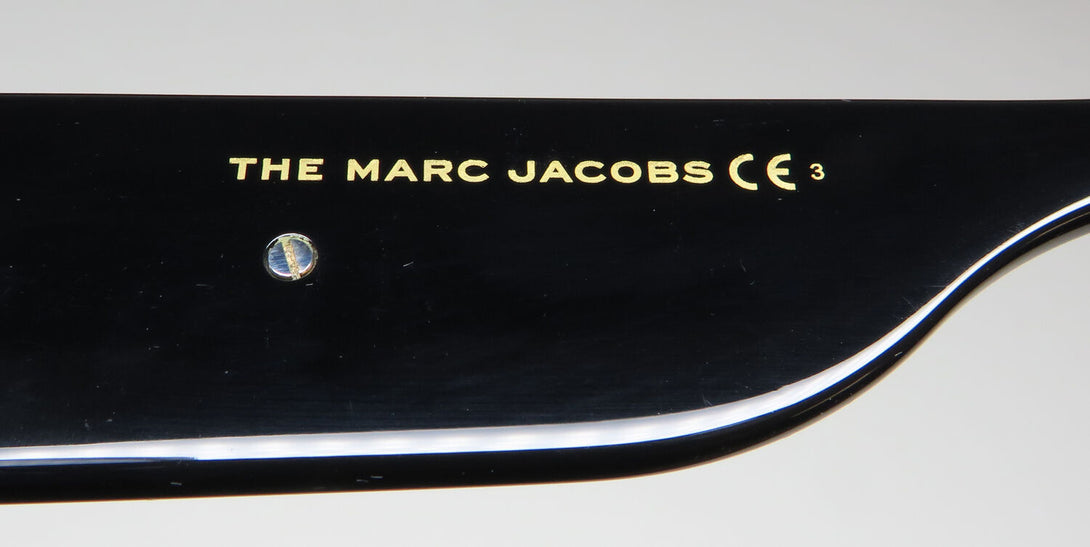 THE MARC JACOBS CE 3